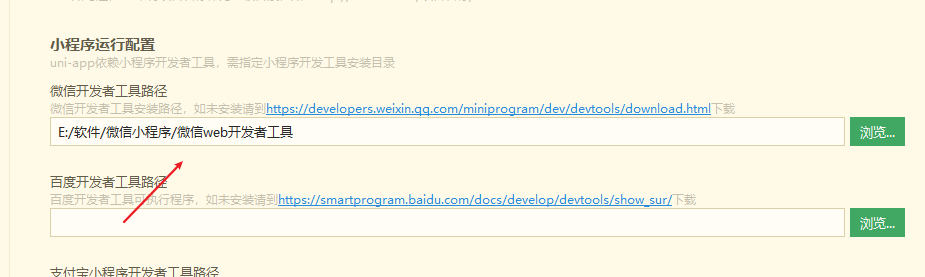 小程序运行配置
uni-app依赖小程序开发者工具，需指定小程序开发工具安装目录
微信开发者工具路径
微信开发者工具安装路径，如未安装请到https://developers.weixin.qq.com/miniprogram/dev/devtools/download.html下载
E:/软件/微信小程序/微信web开发者工具 浏览...
百度开发者工具路径
百度开发者工具可执行程序，如未安装请到https://smartprogram.baidu.com/docs/develop/devtools/show_sur/下载
浏览...
支付宝小程序开发者工具路径